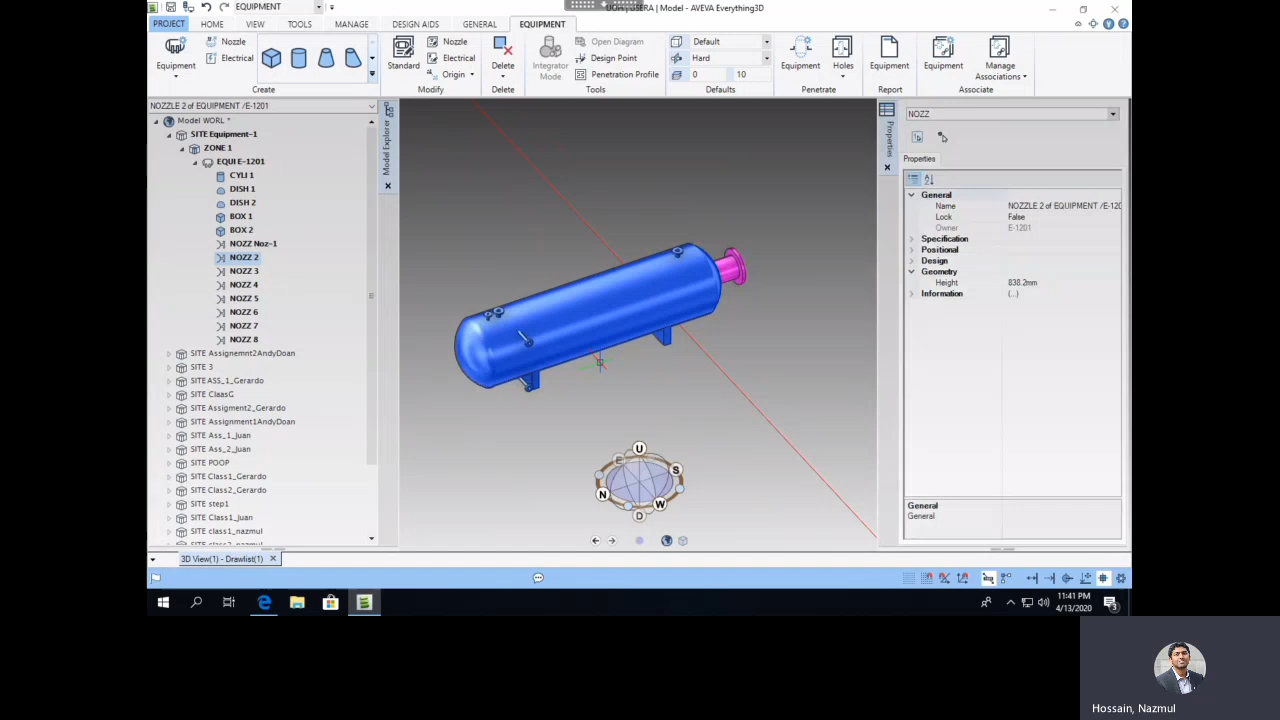 EQUIPMENT
Model - AVEVA Everything3D
PROJECT HOME VIEW TOOLS MANAGE DESIGN AIDS GENERAL EQUIPMENT
Equipment
Nozzle
Electrical
Create
Standard
Nozzle
Electrical
Origin
Modify
Delete
Delete
Integrator Mode
Open Diagram
Design Point
Penetration Profile
Tools
Default
Hard
0 10
Defaults
Equipment
Holes
Penetrate
Equipment
Report
Equipment
Manage Associations
Associate
NOZZLE 2 of EQUIPMENT /E-1201
Model WORL *
SITE Equipment-1
ZONE 1
EQUI E-1201
CYLI 1
DISH 1
DISH 2
BOX 1
BOX 2
NOZZ Noz-1
NOZZ 2
NOZZ 3
NOZZ 4
NOZZ 5
NOZZ 6
NOZZ 7
NOZZ 8
SITE Assignemnt2AndyDoan
SITE 3
SITE ASS_1_Gerardo
SITE ClaasG
SITE Assigment2_Gerardo
SITE Assignment1AndyDoan
SITE Ass_1_Juan
SITE Ass_2_Juan
SITE POOP
SITE Class1_Gerardo
SITE Class2_Gerardo
SITE step1
SITE Class1_Juan
SITE class1_nazmul
SITE class2_nazmul
Model Explorer
U
E
S
N
W
D
Properties
NOZZ
Properties
General
Name NOZZLE 2 of EQUIPMENT /E-120
Lock False
Owner E-1201
Specification
Positional
Design
Geometry
Height 838.2mm
Information (...)
General
General
3D View(1) - Drawlist(1)
11:41 PM
4/13/2020
3
Hossain, Nazmul